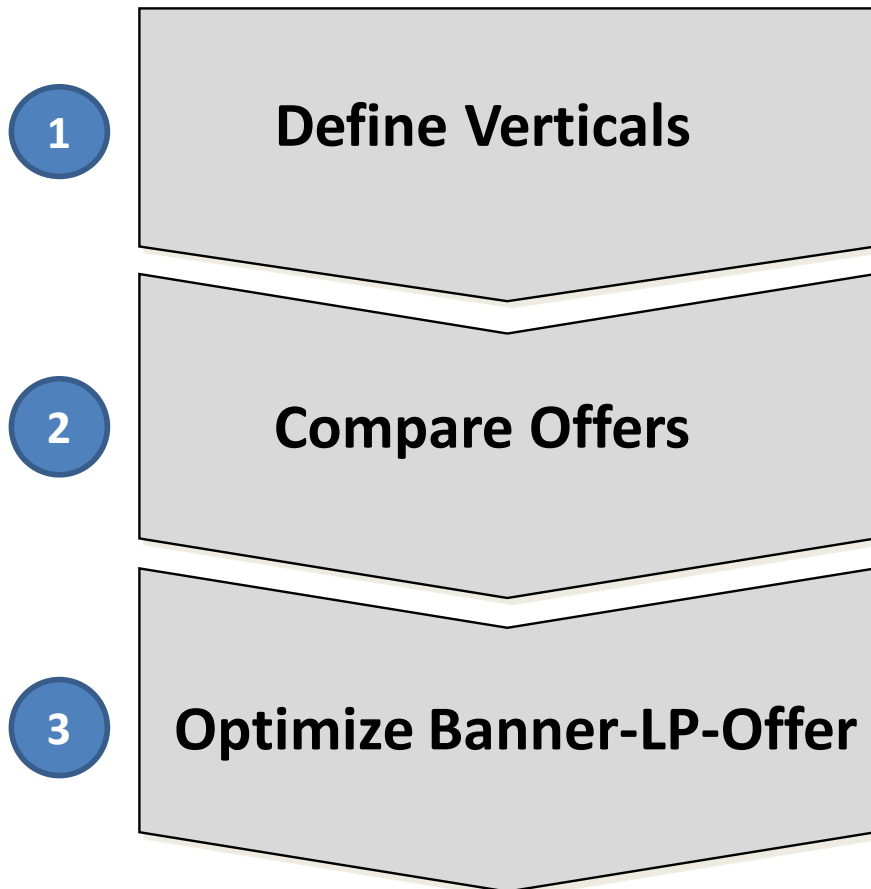 1
Define Verticals
2
Compare Offers
3
Optimize Banner-LP-Offer